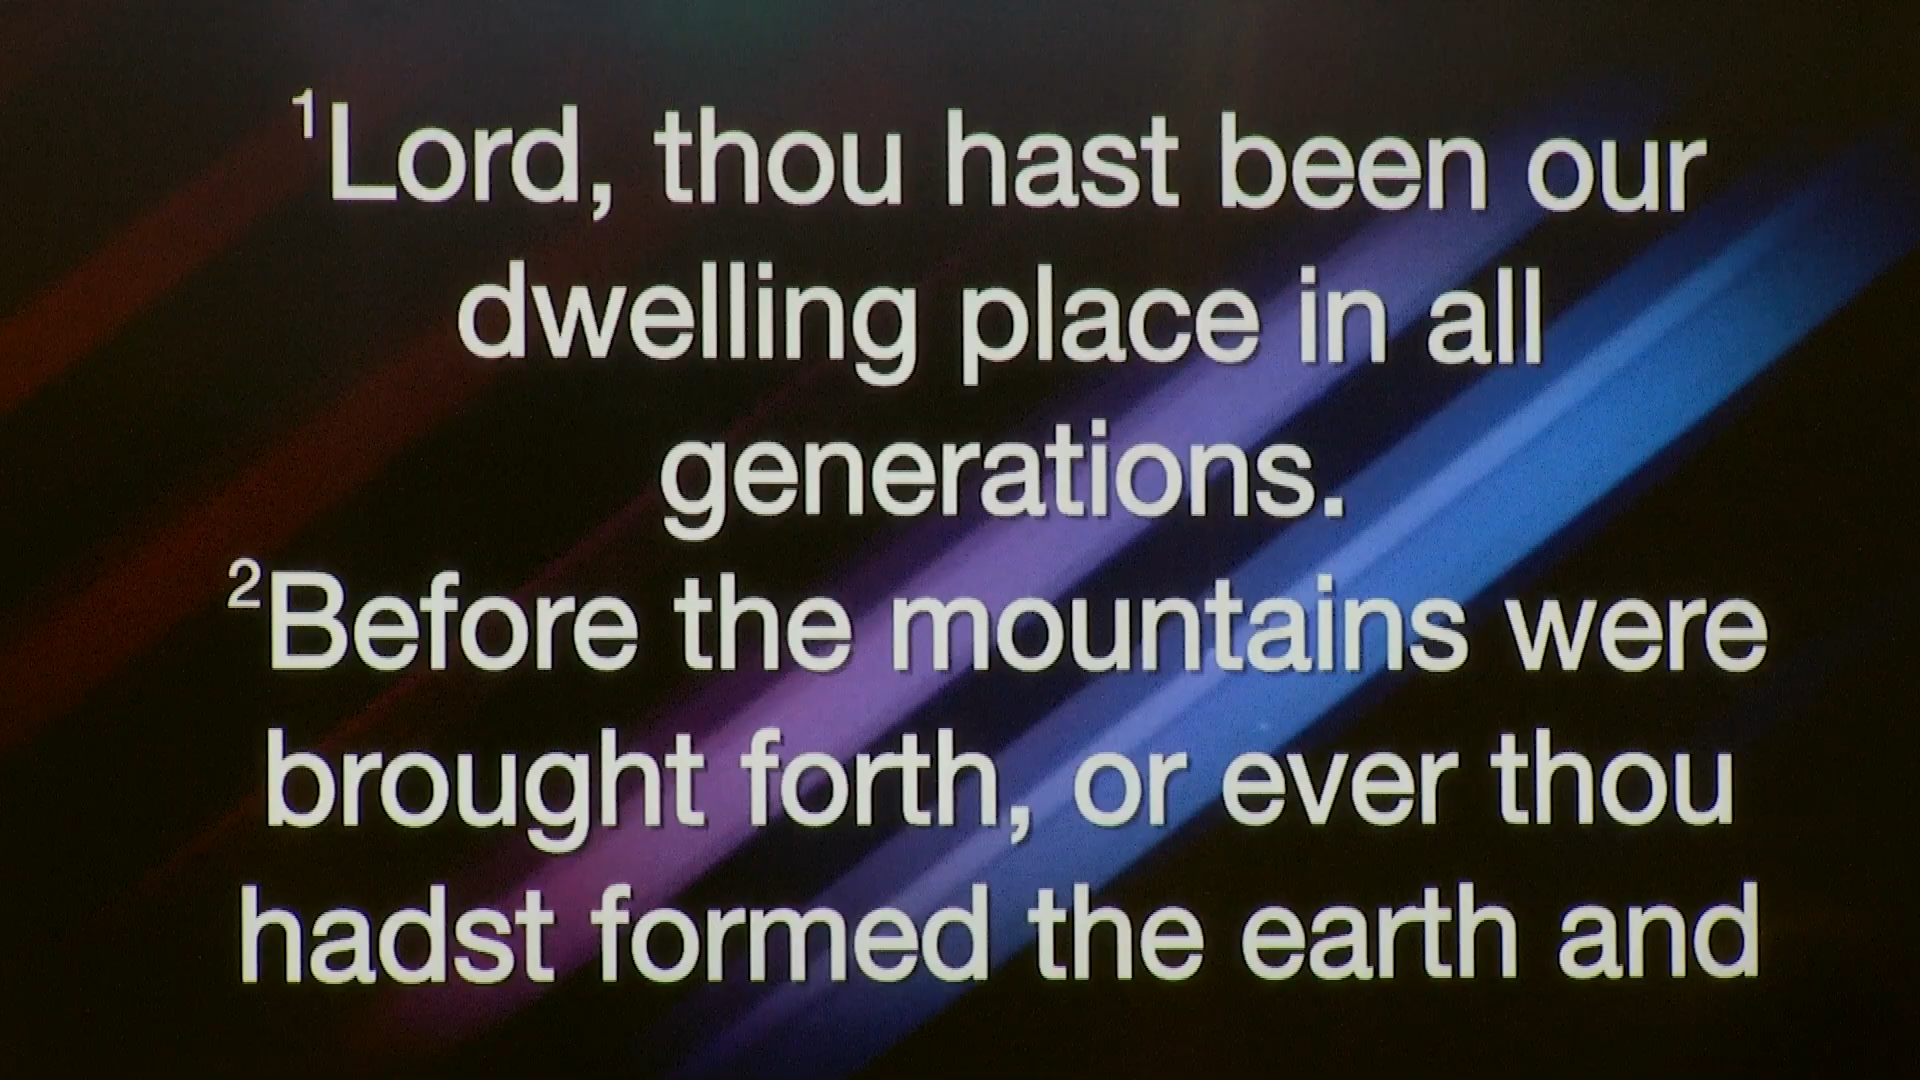 ¹Lord, thou hast been our
dwelling place in all
generations.
²Before the mountains were
brought forth, or ever thou
hadst formed the earth and